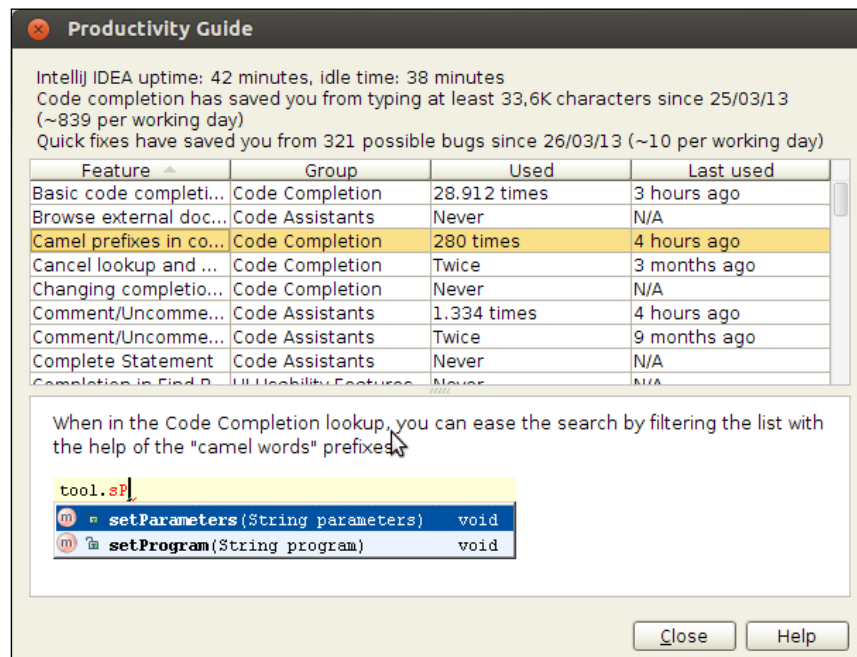 Productivity Guide
IntelliJ IDEA uptime: 42 minutes, idle time: 38 minutes
Code completion has saved you from typing at least 33,6K characters since 25/03/13
(~839 per working day)
Quick fixes have saved you from 321 possible bugs since 26/03/13 (~10 per working day)
Feature Group Used Last used
Basic code completi... Code Completion 28.912 times 3 hours ago
Browse external doc... Code Assistants Never N/A
Camel prefixes in co... Code Completion 280 times 4 hours ago
Cancel lookup and ... Code Completion Twice 3 months ago
Changing completio... Code Completion Never N/A
Comment/Uncomme... Code Assistants 1.334 times 4 hours ago
Comment/Uncomme... Code Assistants Twice 9 months ago
Complete Statement Code Assistants Never N/A
Completion in Find P... UI Usability Features Never N/A
When in the Code Completion lookup, you can ease the search by filtering the list with
the help of the "camel words" prefixes
tool.sP
m setParameters(String parameters) void
m setProgram(String program) void
Close Help